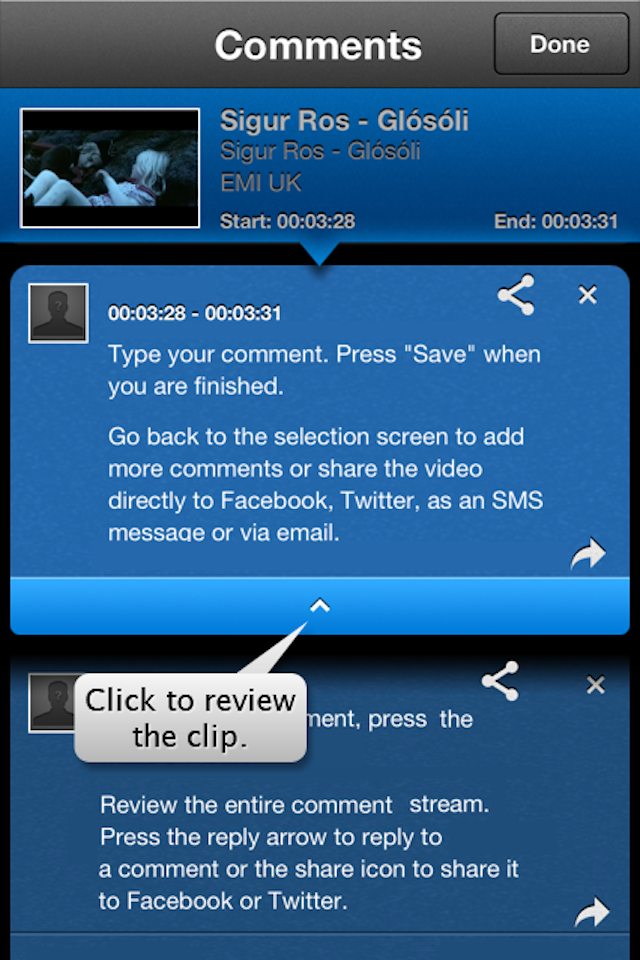 Comments
Done
Sigur Ros - Glósóli
Sigur Ros - Glósóli
EMI UK
Start: 00:03:28
End: 00:03:31
00:03:28 - 00:03:31
Type your comment. Press "Save" when
you are finished.
Go back to the selection screen to add
more comments or share the video
directly to Facebook, Twitter, as an SMS
message or via email.
Click to review
the clip.
press the
Review the entire comment stream.
Press the reply arrow to reply to
a comment or the share icon to share it
to Facebook or Twitter.